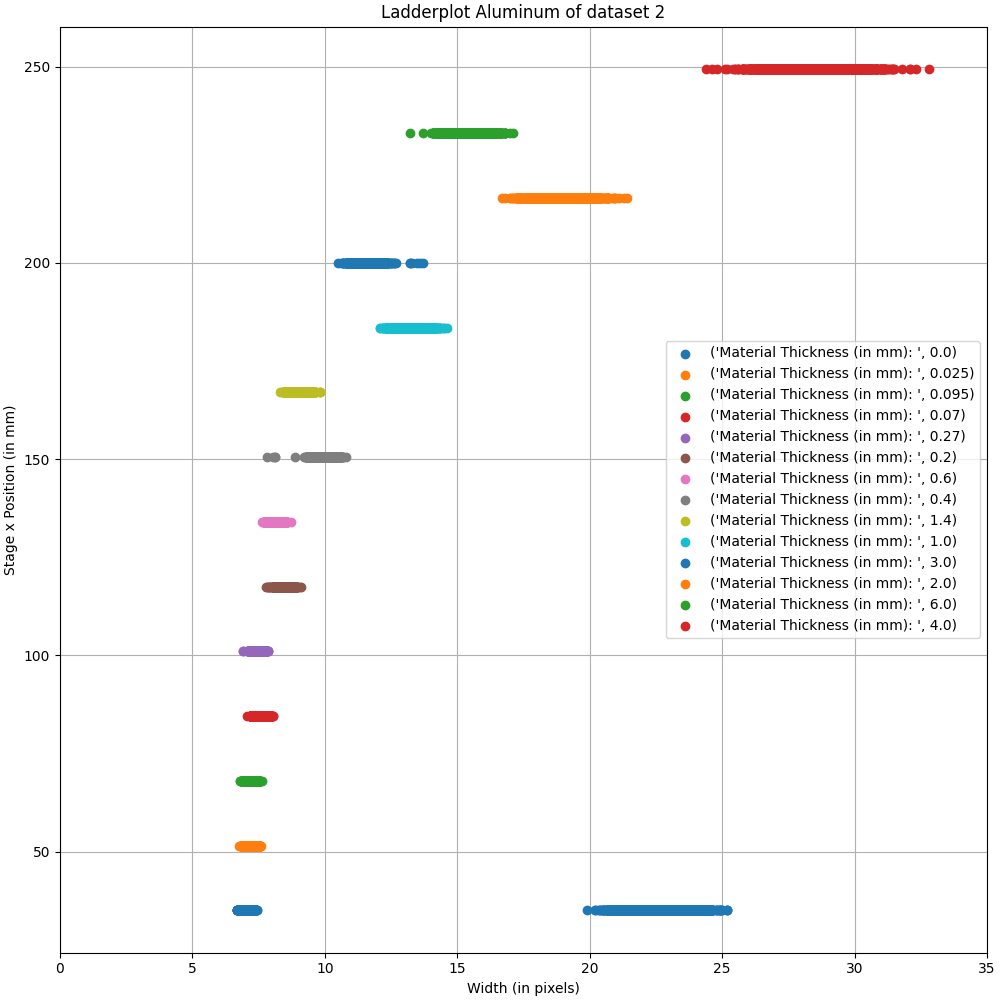 Ladderplot Aluminum of dataset 2
250
200
150
100
50
Stage x Position (in mm)
('Material Thickness (in mm): ', 0.0)
('Material Thickness (in mm): ', 0.025)
('Material Thickness (in mm): ', 0.095)
('Material Thickness (in mm): ', 0.07)
('Material Thickness (in mm): ', 0.27)
('Material Thickness (in mm): ', 0.2)
('Material Thickness (in mm): ', 0.6)
('Material Thickness (in mm): ', 0.4)
('Material Thickness (in mm): ', 1.4)
('Material Thickness (in mm): ', 1.0)
('Material Thickness (in mm): ', 3.0)
('Material Thickness (in mm): ', 2.0)
('Material Thickness (in mm): ', 6.0)
('Material Thickness (in mm): ', 4.0)
0 5 10 15 20 25 30 35
Width (in pixels)